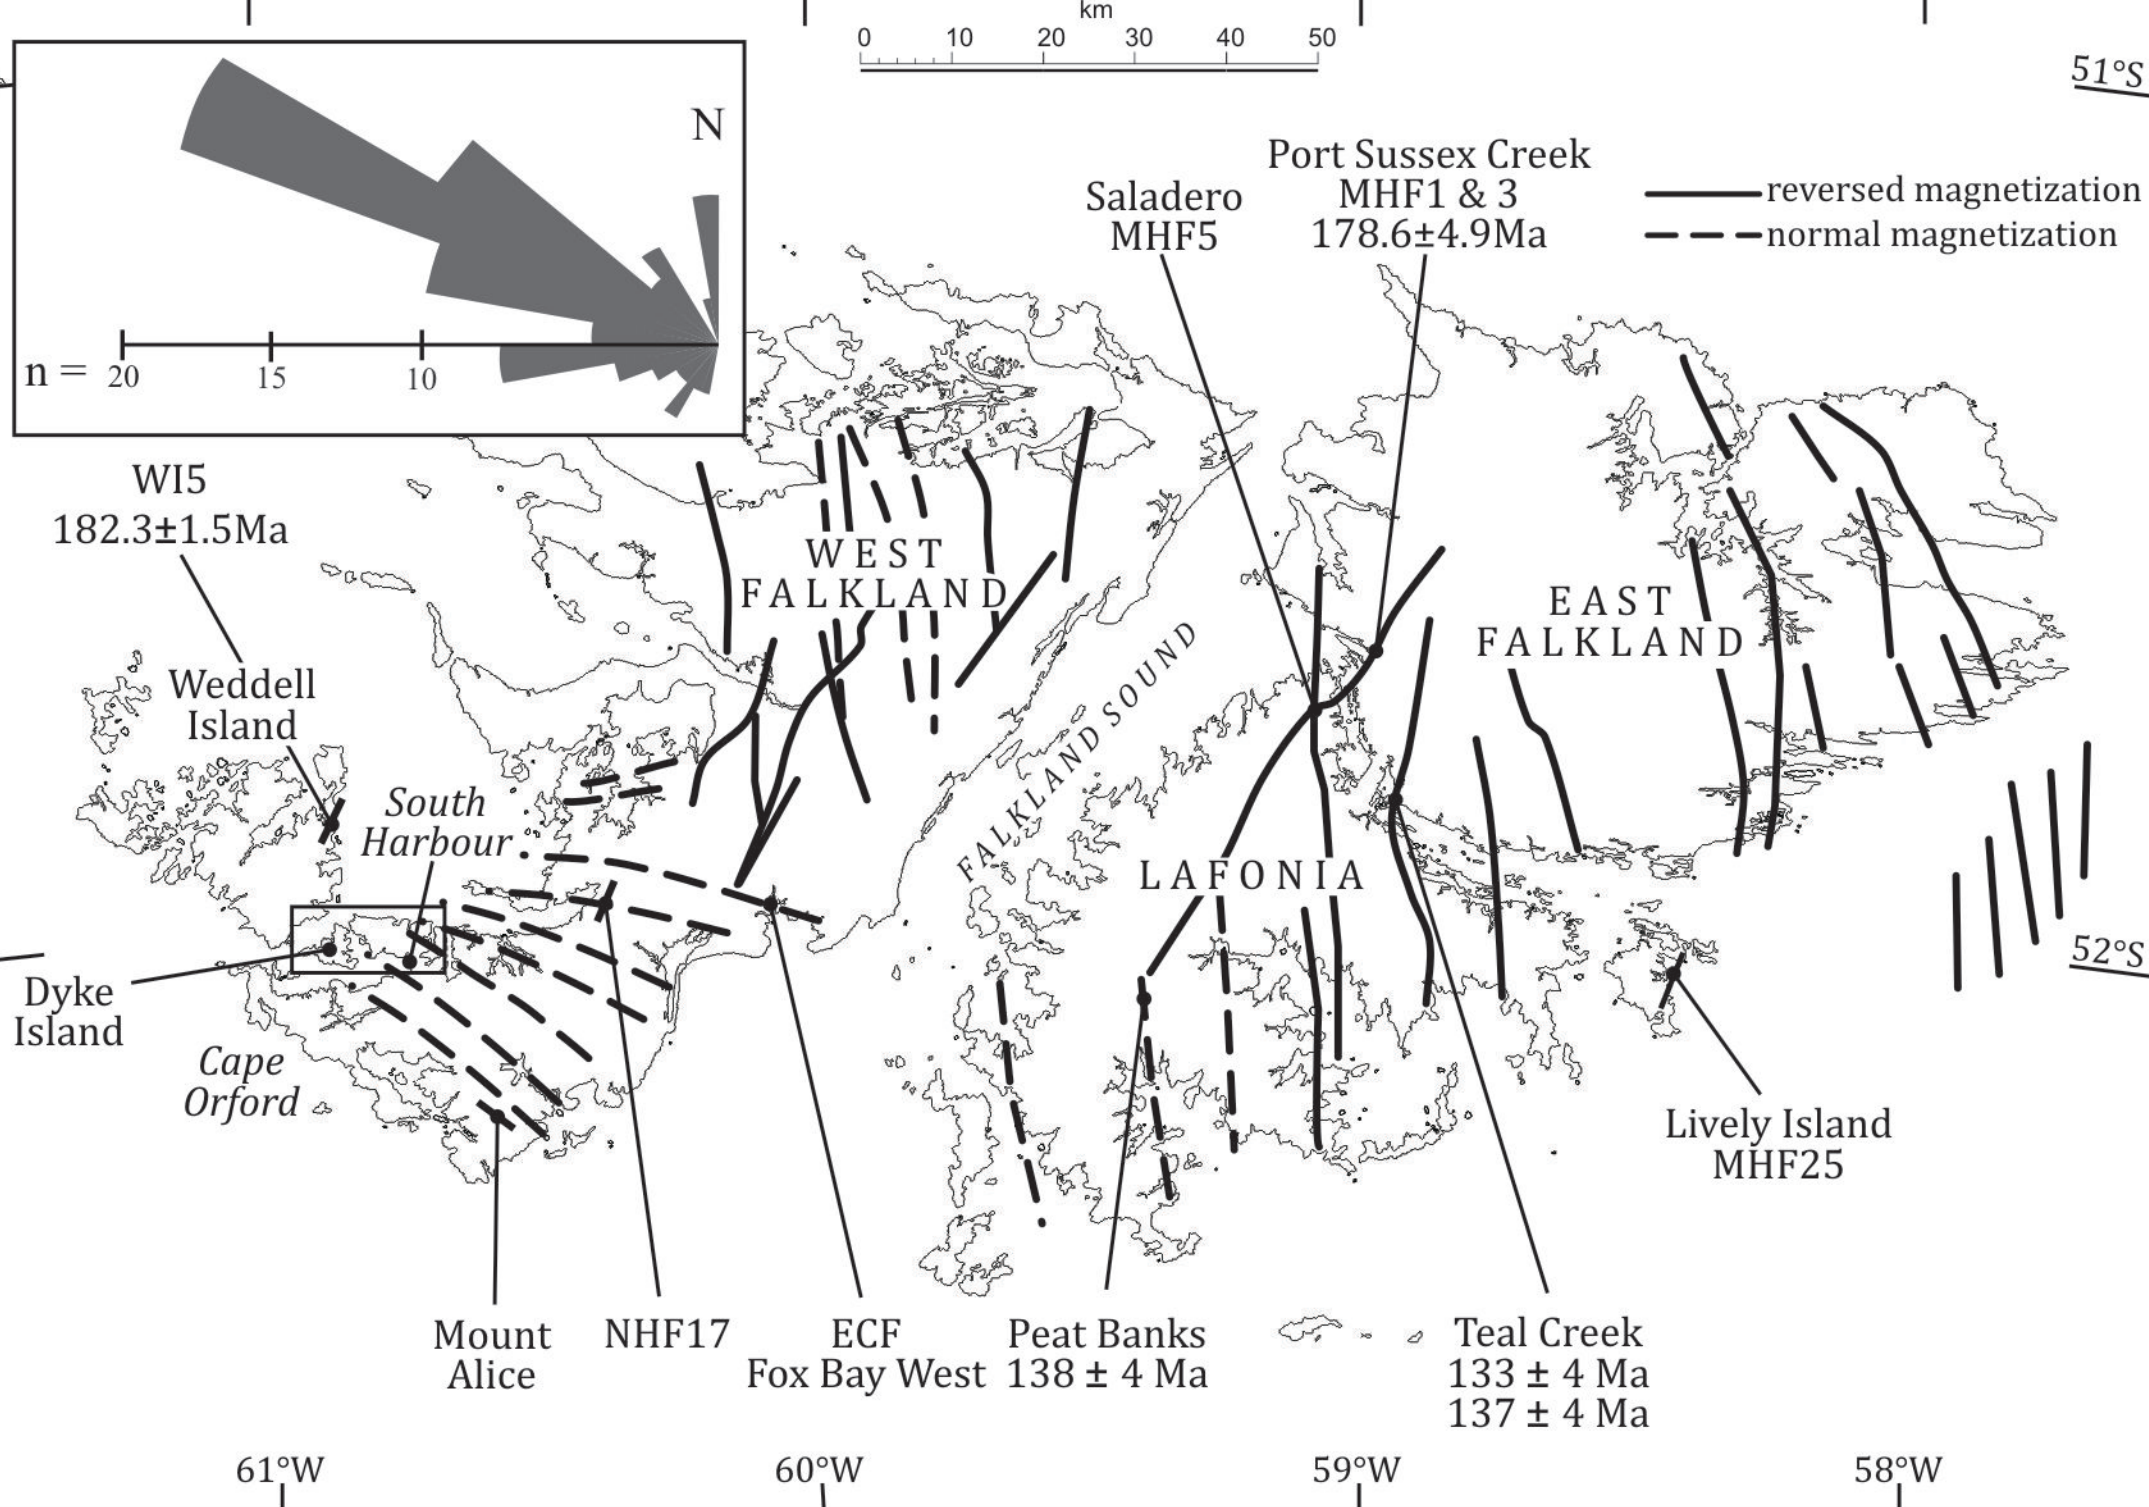 km
0 10 20 30 40 50
51°S
N
n = 20 15 10
Port Sussex Creek
MHF1 & 3
178.6±4.9Ma
Saladero
MHF5
reversed magnetization
normal magnetization
WI5
182.3±1.5Ma
WEST
FALKLAND
EAST
FALKLAND
Weddell
Island
FALKLAND SOUND
South
Harbour
LAFONIA
52°S
Dyke
Island
Cape
Orford
Lively Island
MHF25
Mount
Alice
NHF17
ECF
Fox Bay West
Peat Banks
138 ± 4 Ma
Teal Creek
133 ± 4 Ma
137 ± 4 Ma
61°W 60°W 59°W 58°W